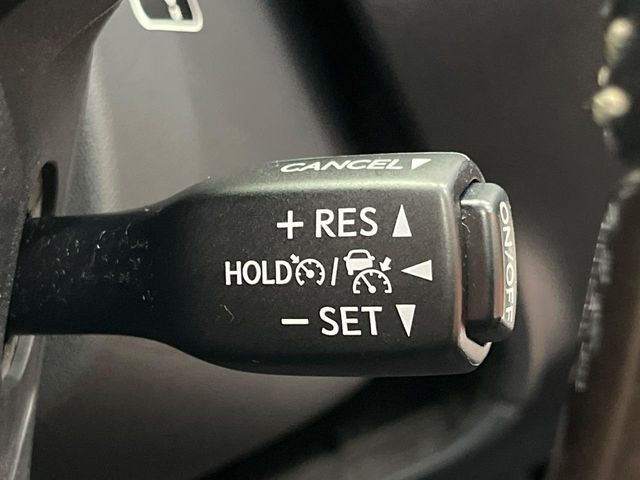 CANCEL
+ RES
HOLD /
− SET
ON/OFF